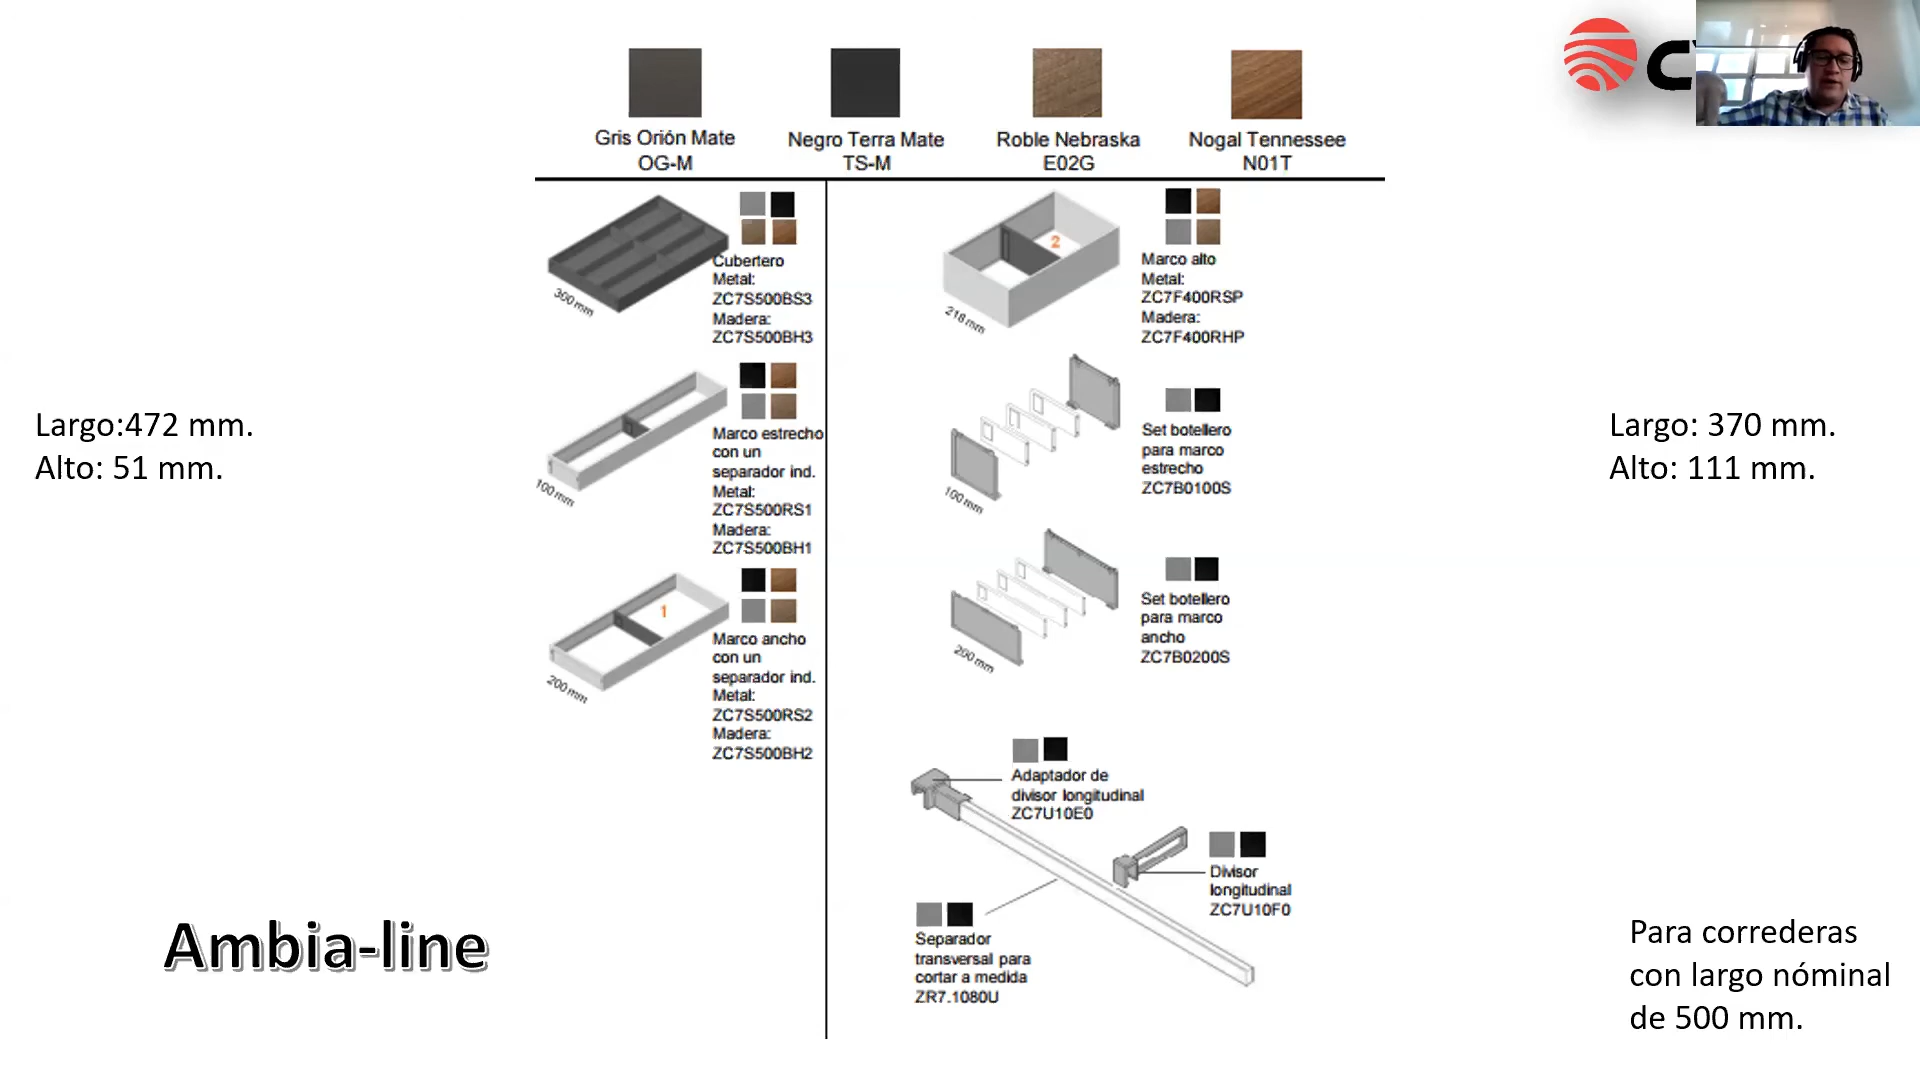 Gris Orión Mate
OG-M
Negro Terra Mate
TS-M
Roble Nebraska
E02G
Nogal Tennessee
N01T
Largo:472 mm.
Alto: 51 mm.
300 mm
Cubertero
Metal:
ZC7S500BS3
Madera:
ZC7S500BH3
100 mm
Marco estrecho
con un
separador ind.
Metal:
ZC7S500RS1
Madera:
ZC7S500BH1
1
200 mm
Marco ancho
con un
separador ind.
Metal:
ZC7S500RS2
Madera:
ZC7S500BH2
2
218 mm
Marco alto
Metal:
ZC7F400RSP
Madera:
ZC7F400RHP
100 mm
Set botellero
para marco
estrecho
ZC7B0100S
200 mm
Set botellero
para marco
ancho
ZC7B0200S
Adaptador de
divisor longitudinal
ZC7U10E0
Divisor
longitudinal
ZC7U10F0
Separador
transversal para
cortar a medida
ZR7.1080U
Largo: 370 mm.
Alto: 111 mm.
Ambia-line
Para correderas
con largo nóminal
de 500 mm.